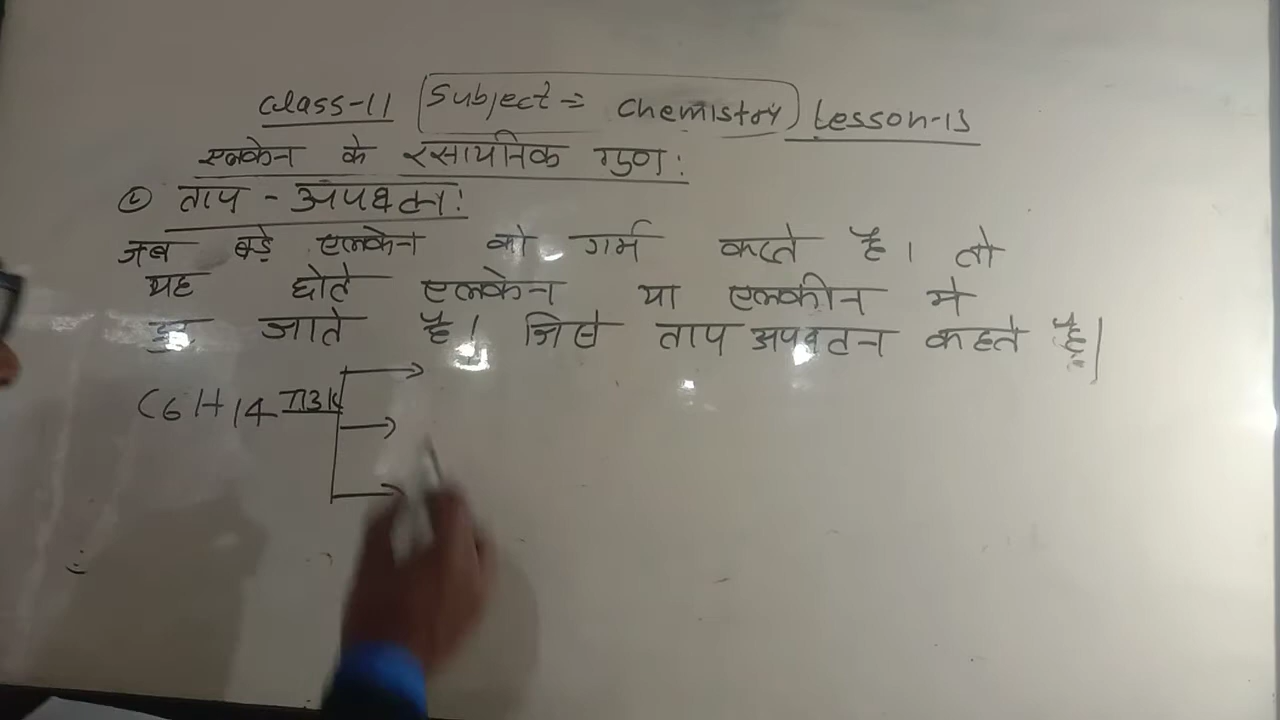 Class-11 Subject = Chemistry Lesson-13
एल्केन के रसायनिक गुण:
ताप - अपघटन:
जब बड़े एल्केन को गर्म करते है। तो
यह छोटे एल्केन या एल्कीन मे
जाते है। जिसे ताप अपघटन कहते है।
C6H14 773K